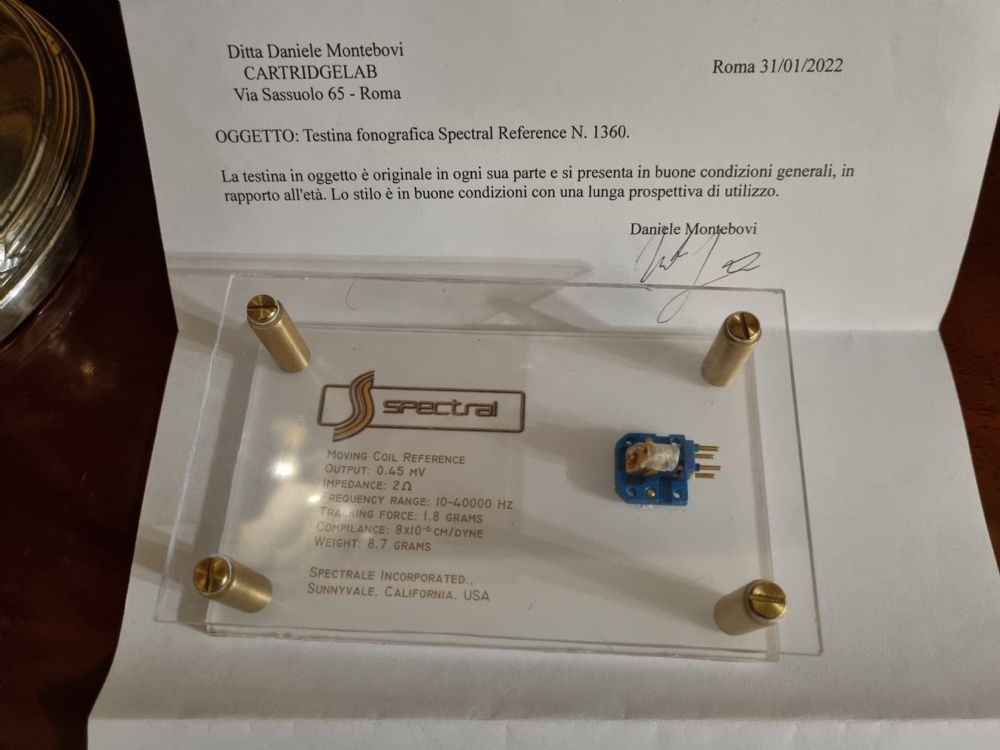 Ditta Daniele Montebovi
CARTRIDGELAB
Via Sassuolo 65 - Roma
Roma 31/01/2022
OGGETTO: Testina fonografica Spectral Reference N. 1360.
La testina in oggetto è originale in ogni sua parte e si presenta in buone condizioni generali, in
rapporto all'età. Lo stilo è in buone condizioni con una lunga prospettiva di utilizzo.
Daniele Montebovi
spectral
MOVING COIL REFERENCE
OUTPUT: 0.45 MV
IMPEDANCE: 2Ω
FREQUENCY RANGE: 10-40000 HZ
TRACKING FORCE: 1.8 GRAMS
COMPILANCE: 8x10⁻⁶ CM/DYNE
WEIGHT: 8.7 GRAMS
SPECTRALE INCORPORATED.,
SUNNYVALE, CALIFORNIA, USA